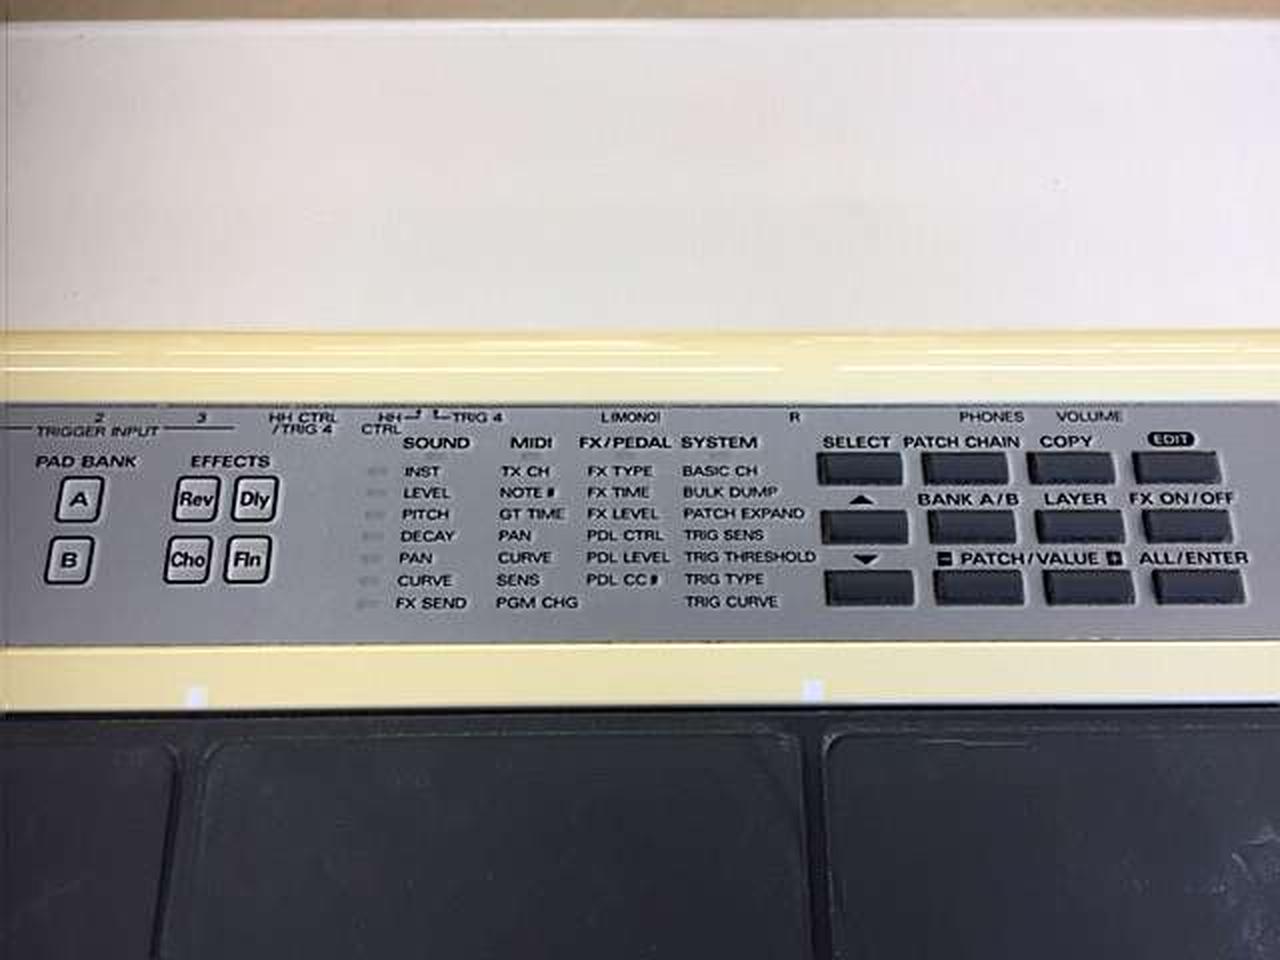 2 3 HH CTRL HH TRIG 4 L(MONO) R PHONES VOLUME
TRIGGER INPUT /TRIG 4 CTRL
SOUND MIDI FX/PEDAL SYSTEM SELECT PATCH CHAIN COPY EDIT
PAD BANK EFFECTS
INST TX CH FX TYPE BASIC CH
A Rev Dly LEVEL NOTE # FX TIME BULK DUMP BANK A/B LAYER FX ON/OFF
PITCH GT TIME FX LEVEL PATCH EXPAND
DECAY PAN PDL CTRL TRIG SENS
B Cho Fln PAN CURVE PDL LEVEL TRIG THRESHOLD - PATCH/VALUE + ALL/ENTER
CURVE SENS PDL CC # TRIG TYPE
FX SEND PGM CHG TRIG CURVE